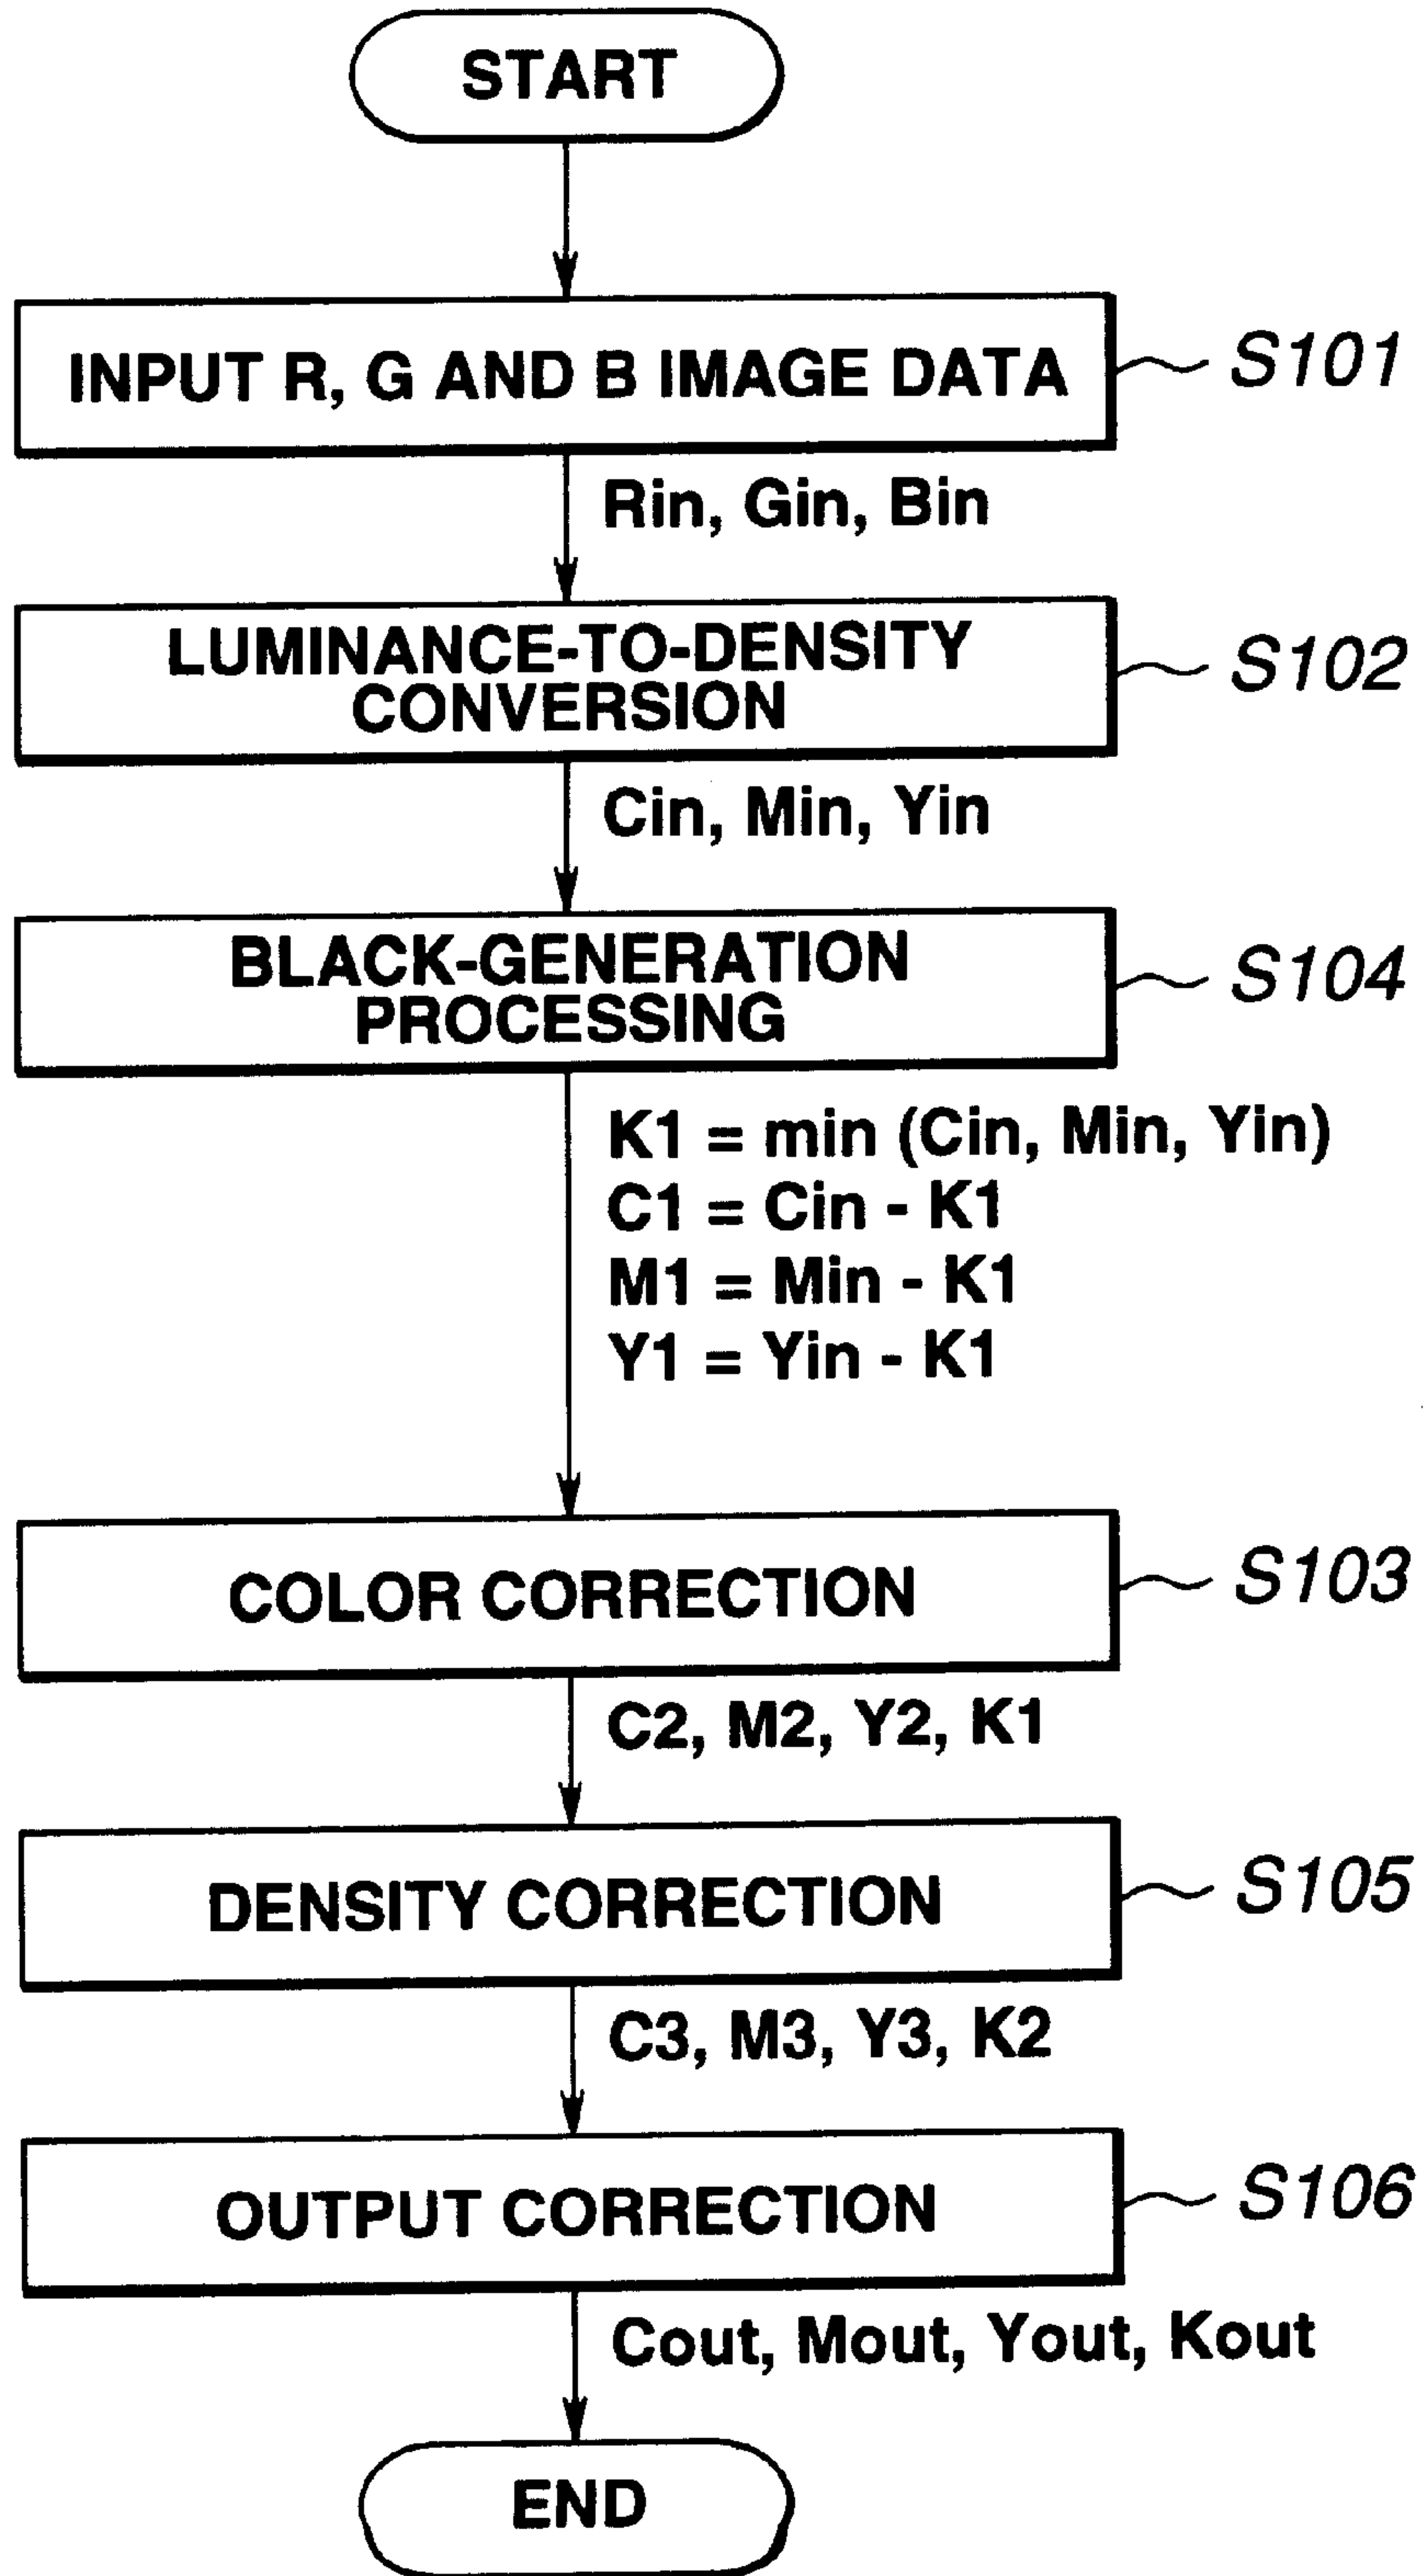 START
INPUT R, G AND B IMAGE DATA
S101
Rin, Gin, Bin
LUMINANCE-TO-DENSITY
CONVERSION
S102
Cin, Min, Yin
BLACK-GENERATION
PROCESSING
S104
K1 = min (Cin, Min, Yin)
C1 = Cin - K1
M1 = Min - K1
Y1 = Yin - K1
COLOR CORRECTION
S103
C2, M2, Y2, K1
DENSITY CORRECTION
S105
C3, M3, Y3, K2
OUTPUT CORRECTION
S106
Cout, Mout, Yout, Kout
END